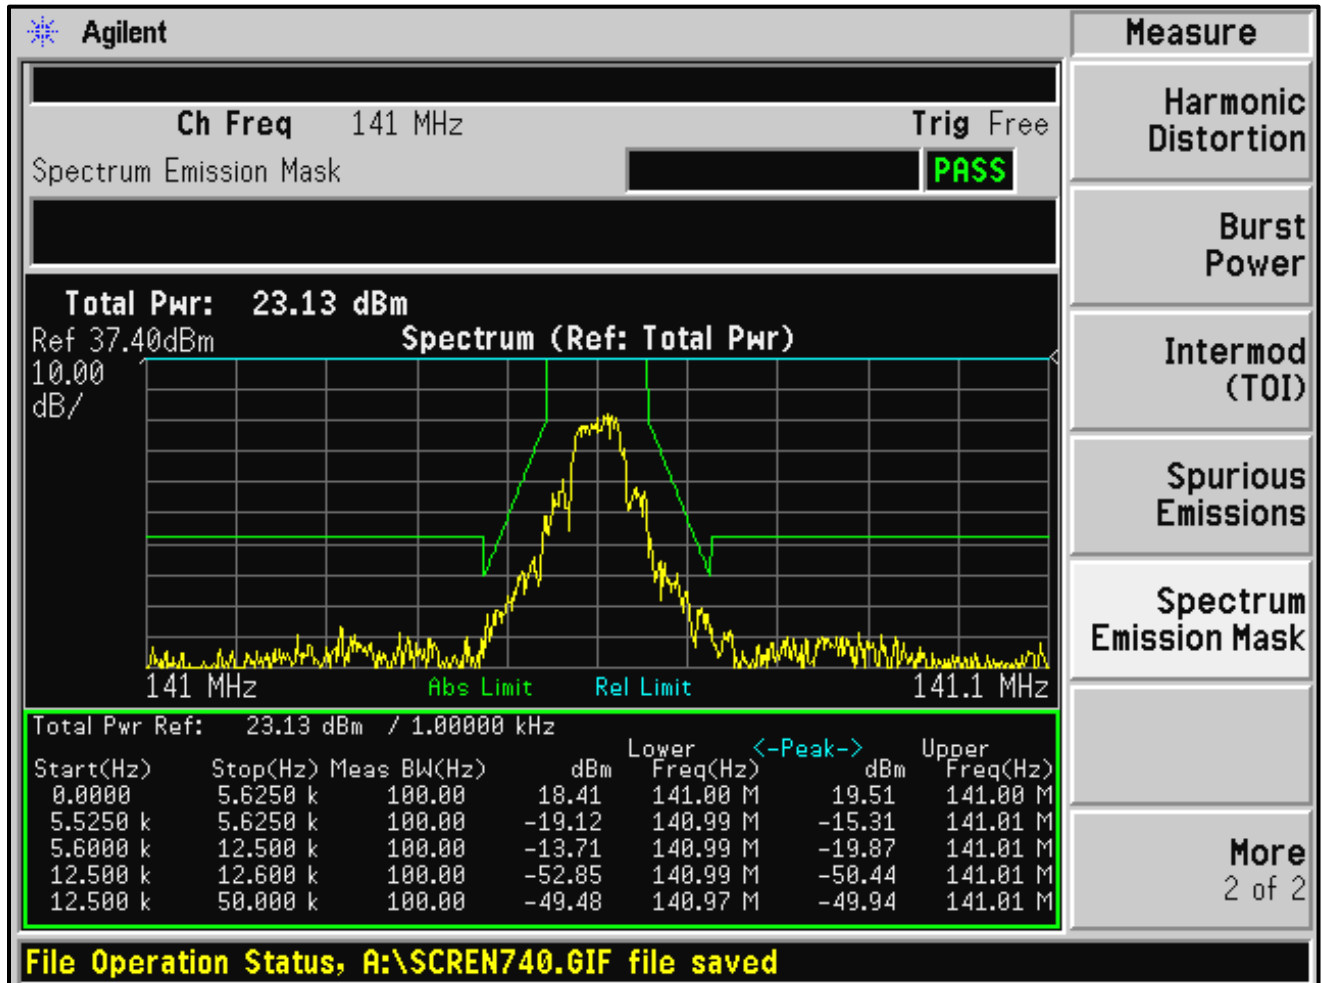 Agilent
Measure
Ch Freq 141 MHz Trig Free
Spectrum Emission Mask PASS
Total Pwr: 23.13 dBm
Ref 37.40dBm Spectrum (Ref: Total Pwr)
10.00
dB/
141 MHz Abs Limit Rel Limit 141.1 MHz
Total Pwr Ref: 23.13 dBm / 1.00000 kHz
Lower <-Peak-> Upper
Start(Hz) Stop(Hz) Meas BW(Hz) dBm Freq(Hz) dBm Freq(Hz)
0.0000 5.6250 k 100.00 18.41 141.00 M 19.51 141.00 M
5.5250 k 5.6250 k 100.00 -19.12 140.99 M -15.31 141.01 M
5.6000 k 12.500 k 100.00 -13.71 140.99 M -19.87 141.01 M
12.500 k 12.600 k 100.00 -52.85 140.99 M -50.44 141.01 M
12.500 k 50.000 k 100.00 -49.48 140.97 M -49.94 141.01 M
Harmonic
Distortion
Burst
Power
Intermod
(TOI)
Spurious
Emissions
Spectrum
Emission Mask
More
2 of 2
File Operation Status, A:\SCREN740.GIF file saved